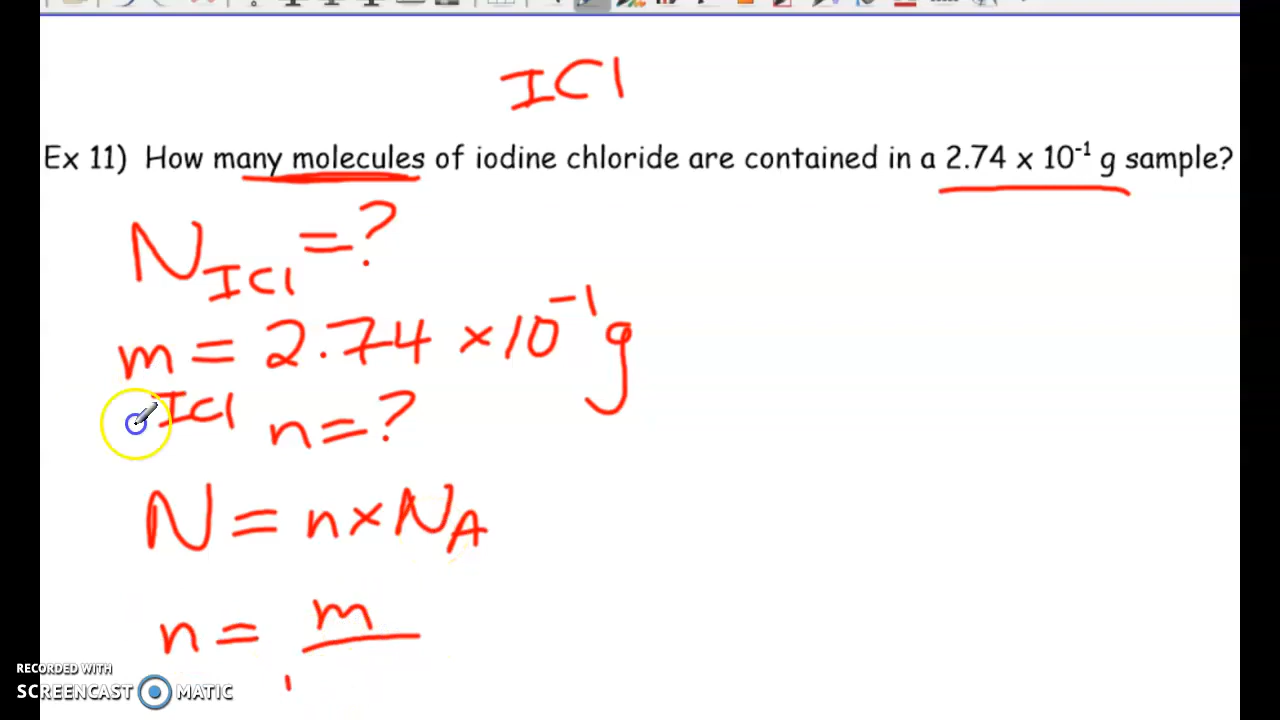 ICl
Ex 11) How many molecules of iodine chloride are contained in a 2.74 x 10⁻¹ g sample?
N_ICl = ?
m_ICl = 2.74 × 10⁻¹ g
n = ?
N = n × N_A
n = m
RECORDED WITH
SCREENCAST O MATIC